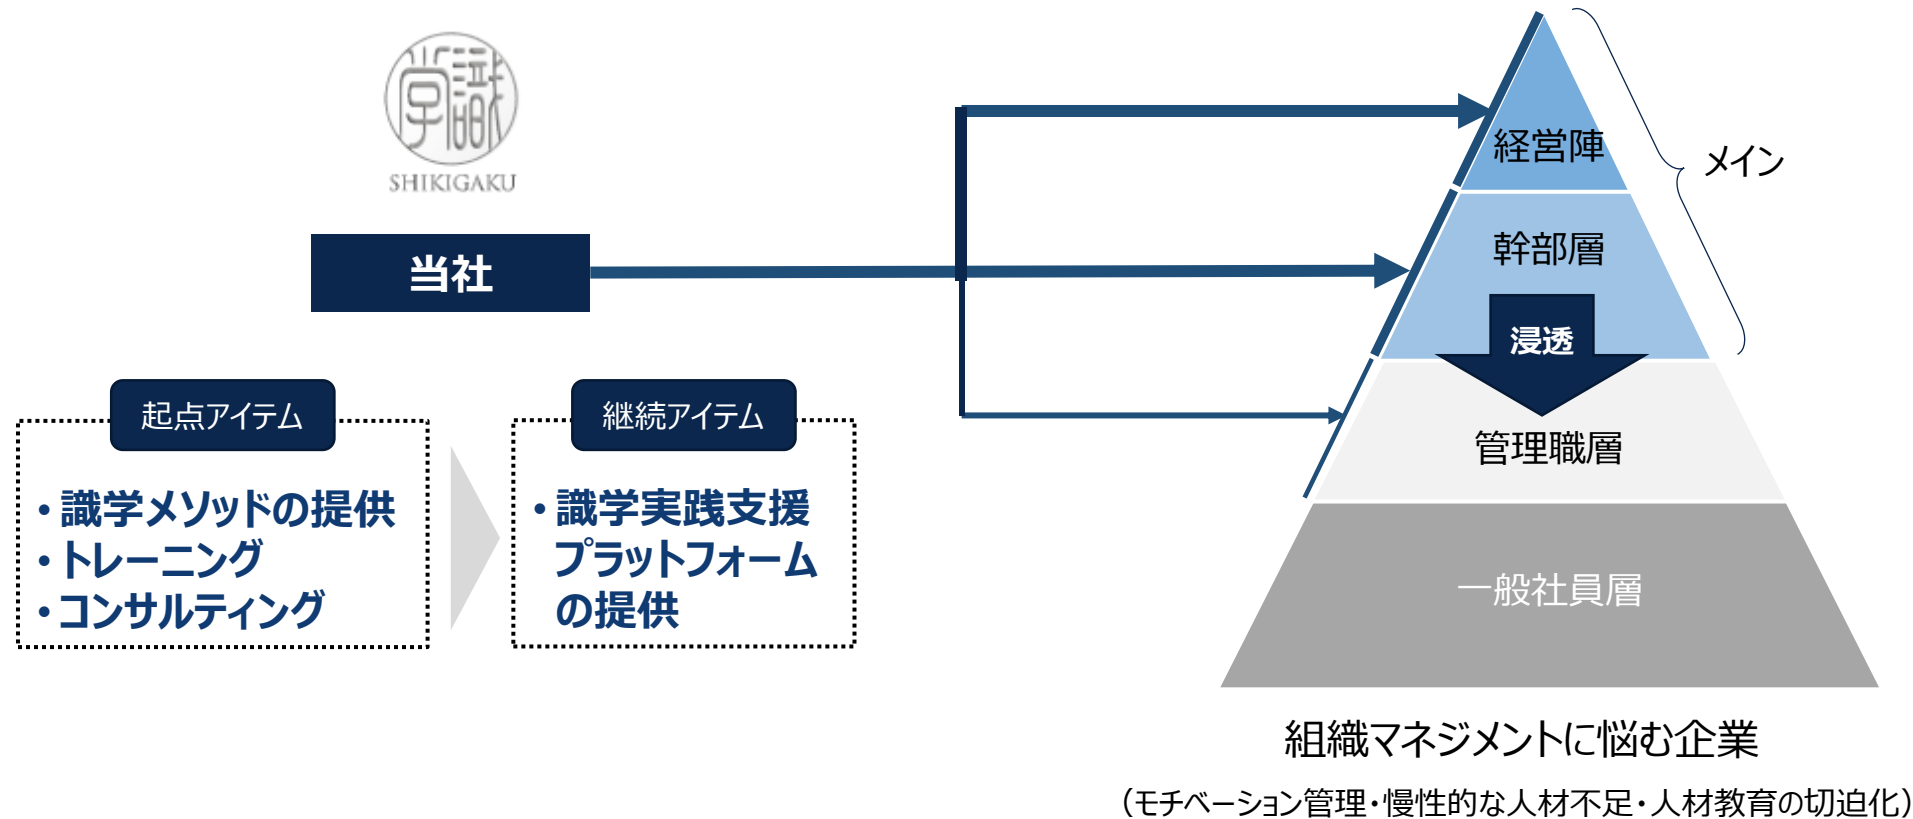 学識
SHIKIGAKU
当社
起点アイテム
・識学メソッドの提供
・トレーニング
・コンサルティング
継続アイテム
・識学実践支援
プラットフォーム
の提供
経営陣
メイン
幹部層
浸透
管理職層
一般社員層
組織マネジメントに悩む企業
（モチベーション管理・慢性的な人材不足・人材教育の切迫化）